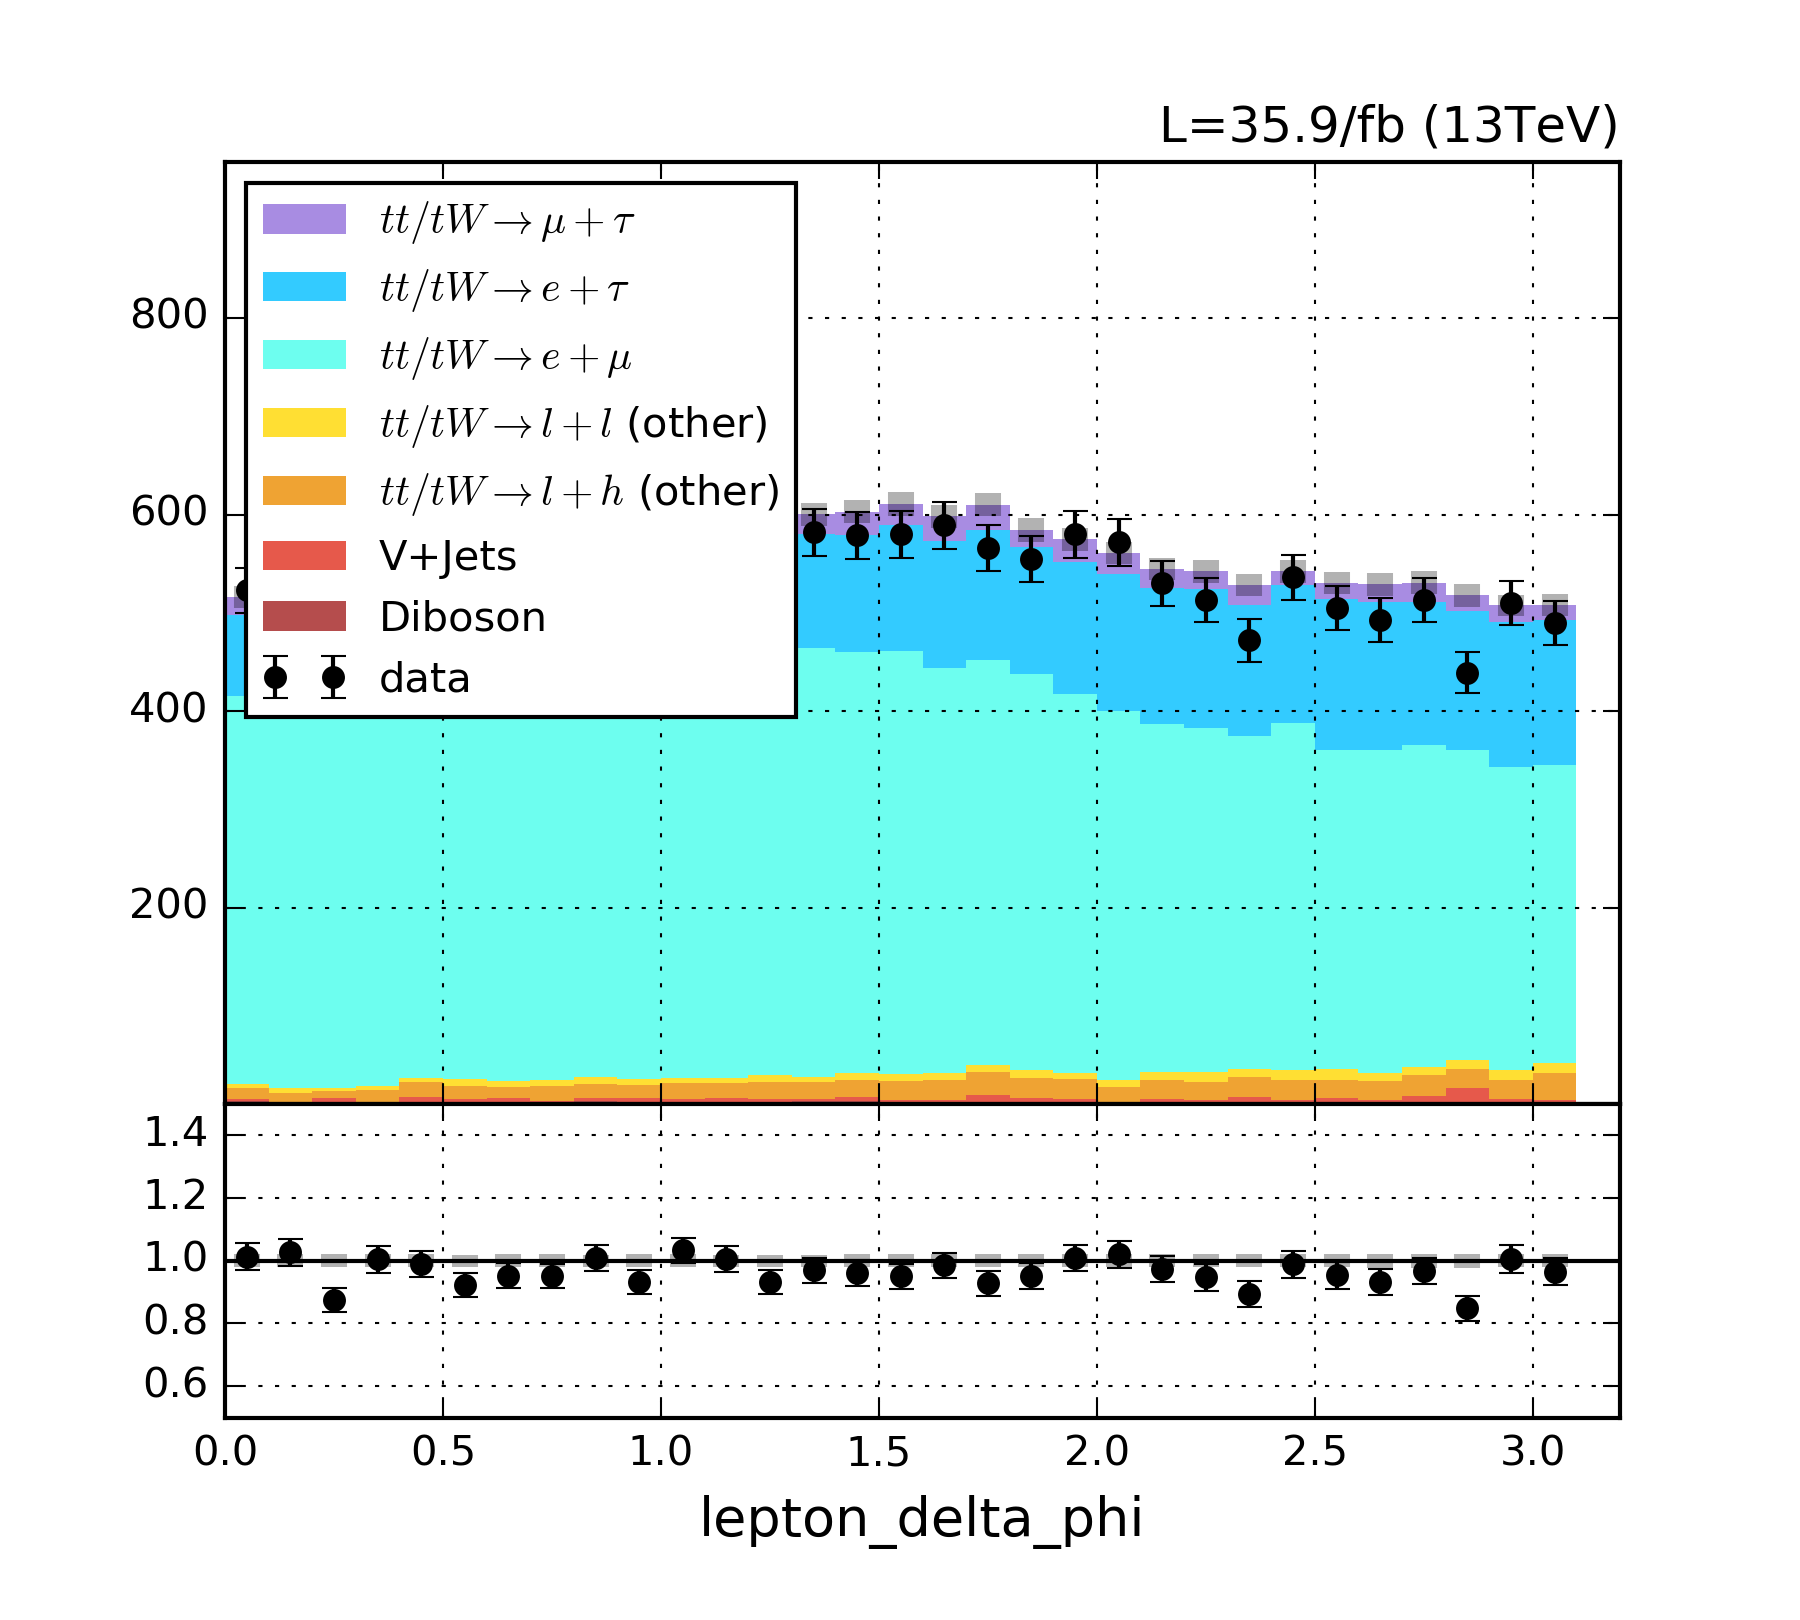 L=35.9/fb (13TeV)
tt/tW→μ+τ
tt/tW→e+τ
tt/tW→e+μ
tt/tW→l+l (other)
tt/tW→l+h (other)
V+Jets
Diboson
data
800
600
400
200
1.4
1.2
1.0
0.8
0.6
0.0 0.5 1.0 1.5 2.0 2.5 3.0
lepton_delta_phi